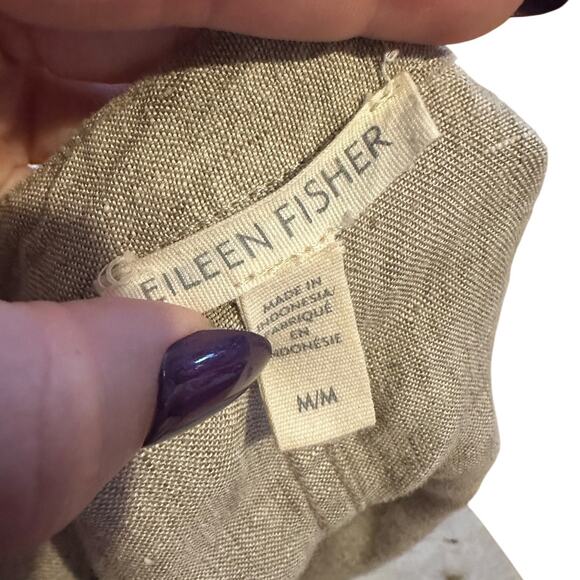 EILEEN FISHER
MADE IN
INDONESIA
FABRIQUÉ
EN
INDONÉSIE
M/M